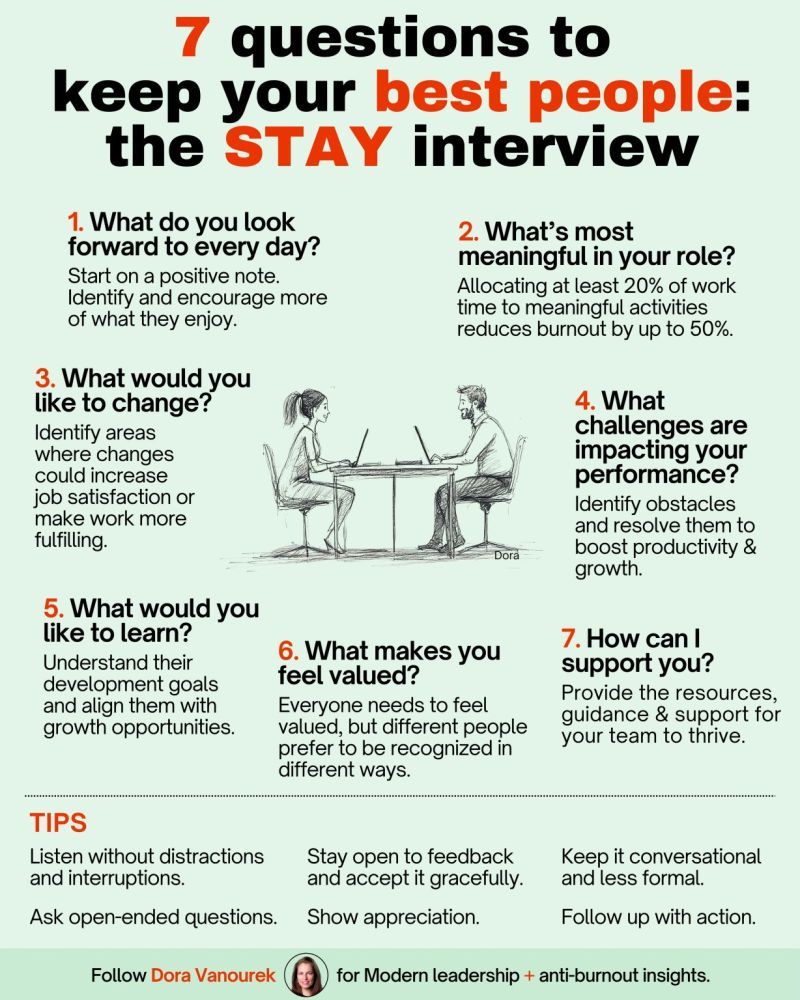 7 questions to
keep your best people:
the STAY interview
1. What do you look
forward to every day?
Start on a positive note.
Identify and encourage more
of what they enjoy.
2. What’s most
meaningful in your role?
Allocating at least 20% of work
time to meaningful activities
reduces burnout by up to 50%.
3. What would you
like to change?
Identify areas
where changes
could increase
job satisfaction or
make work more
fulfilling.
4. What
challenges are
impacting your
performance?
Identify obstacles
and resolve them to
boost productivity &
growth.
Dora
5. What would you
like to learn?
Understand their
development goals
and align them with
growth opportunities.
6. What makes you
feel valued?
Everyone needs to feel
valued, but different people
prefer to be recognized in
different ways.
7. How can I
support you?
Provide the resources,
guidance & support for
your team to thrive.
TIPS
Listen without distractions
and interruptions.
Ask open-ended questions.
Stay open to feedback
and accept it gracefully.
Show appreciation.
Keep it conversational
and less formal.
Follow up with action.
Follow Dora Vanourek for Modern leadership + anti-burnout insights.